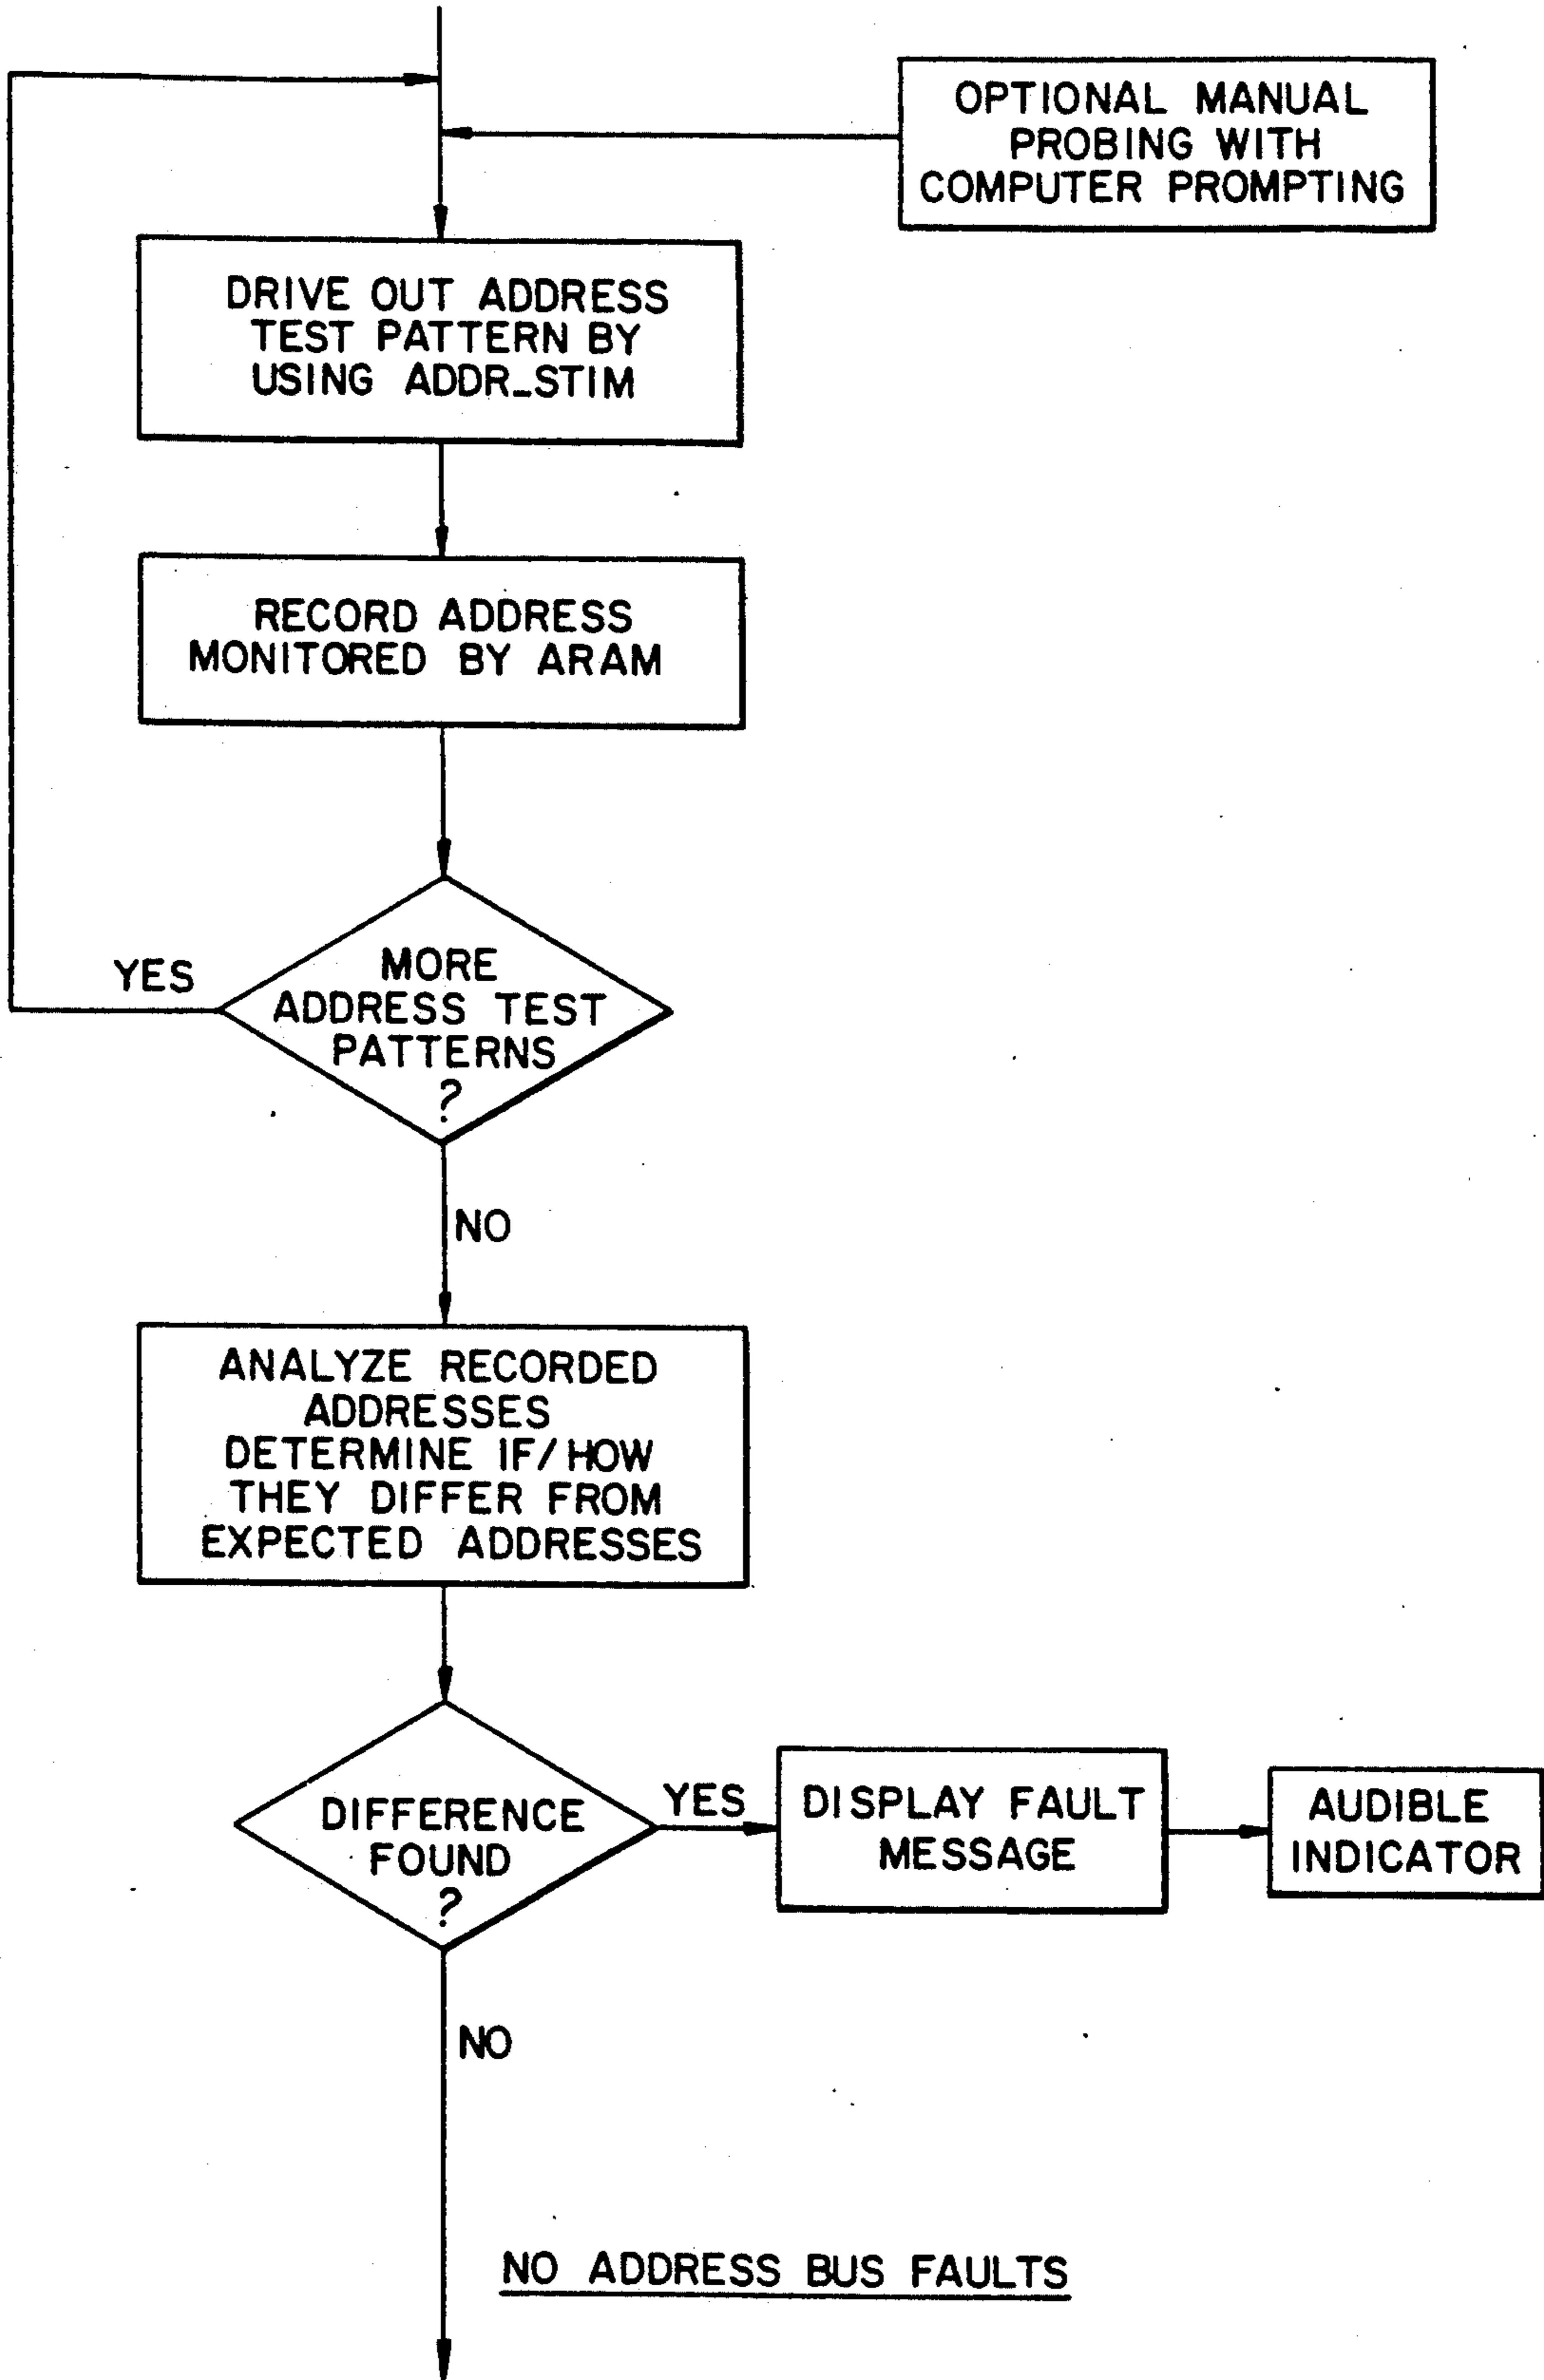 OPTIONAL MANUAL
PROBING WITH
COMPUTER PROMPTING
DRIVE OUT ADDRESS
TEST PATTERN BY
USING ADDR_STIM
RECORD ADDRESS
MONITORED BY ARAM
YES
MORE
ADDRESS TEST
PATTERNS
?
NO
ANALYZE RECORDED
ADDRESSES
DETERMINE IF/HOW
THEY DIFFER FROM
EXPECTED ADDRESSES
DIFFERENCE
FOUND
?
YES
DISPLAY FAULT
MESSAGE
AUDIBLE
INDICATOR
NO
NO ADDRESS BUS FAULTS